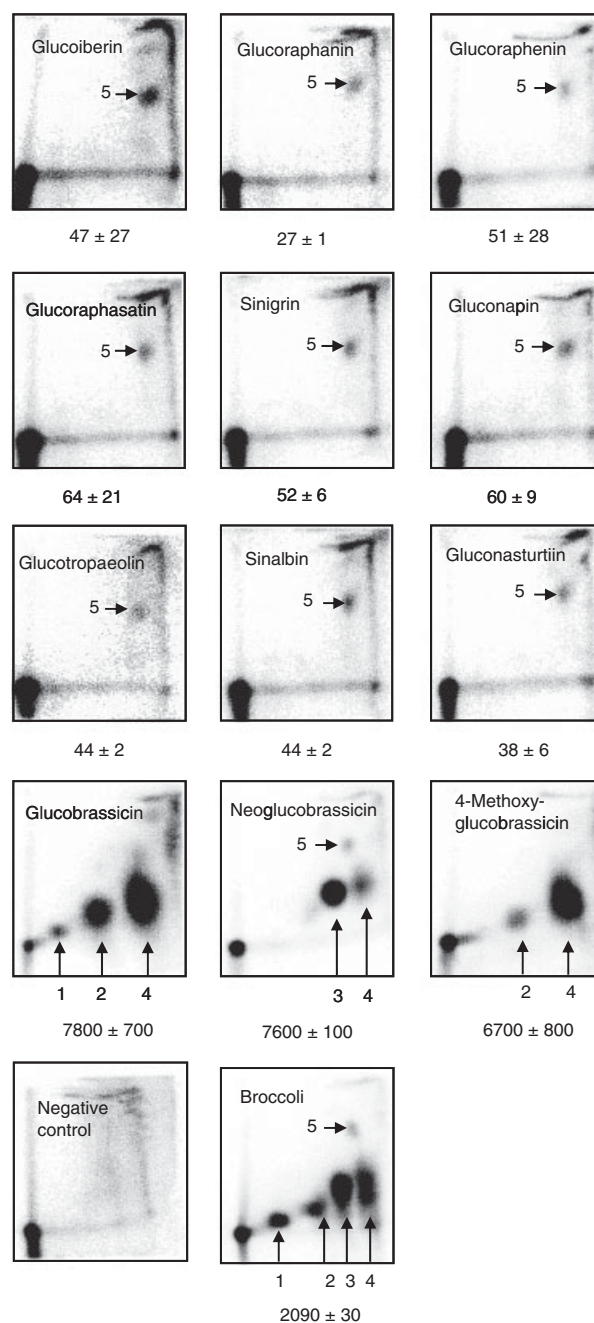 Glucoiberin
5
47 ± 27
Glucoraphanin
5
27 ± 1
Glucoraphenin
5
51 ± 28
Glucoraphasatin
5
64 ± 21
Sinigrin
5
52 ± 6
Gluconapin
5
60 ± 9
Glucotropaeolin
5
44 ± 2
Sinalbin
5
44 ± 2
Gluconasturtiin
5
38 ± 6
Glucobrassicin
1 2 4
7800 ± 700
Neoglucobrassicin
5
3 4
7600 ± 100
4-Methoxy-
glucobrassicin
2 4
6700 ± 800
Negative
control
Broccoli
5
1 2 3 4
2090 ± 30